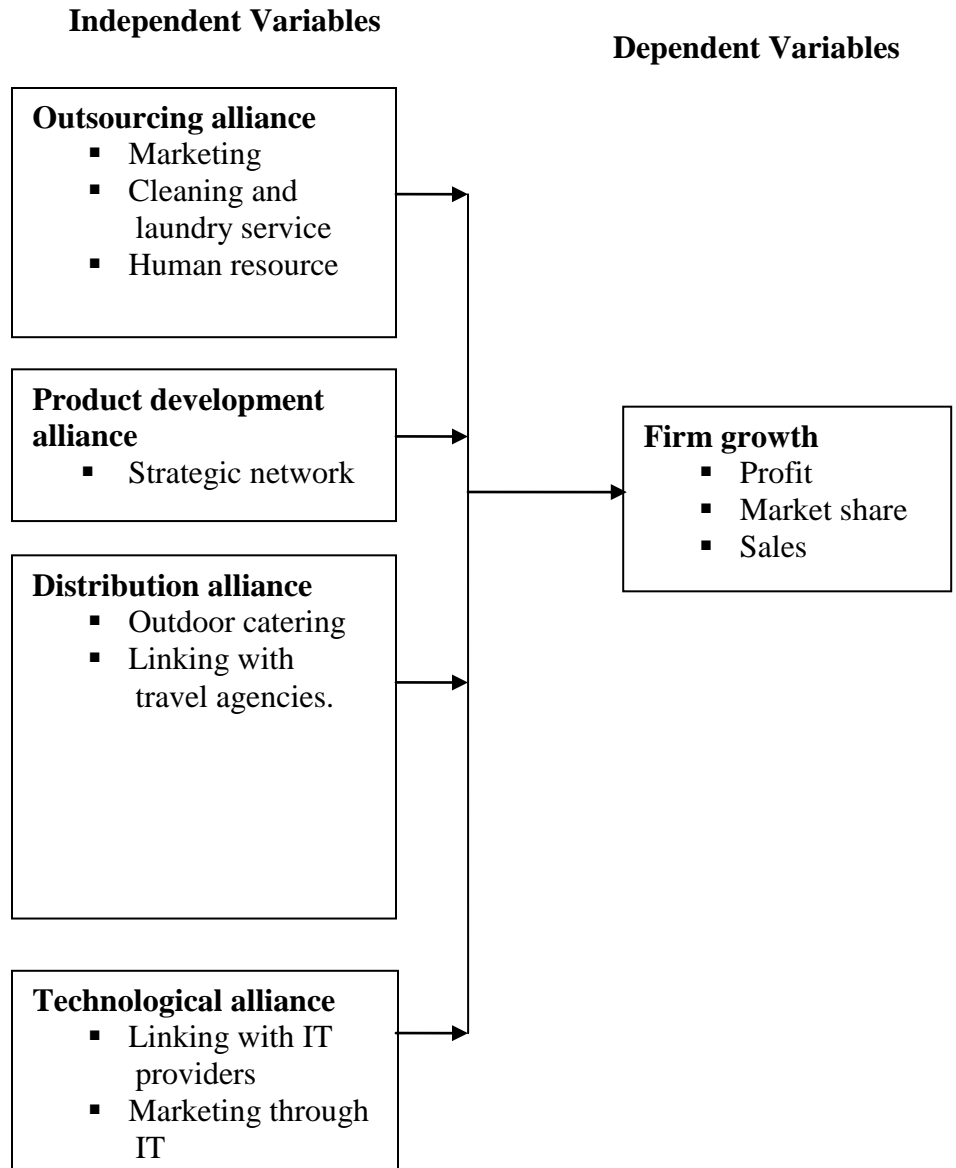 Independent Variables
Dependent Variables
Outsourcing alliance
▪ Marketing
▪ Cleaning and
laundry service
▪ Human resource
Product development
alliance
▪ Strategic network
Distribution alliance
▪ Outdoor catering
▪ Linking with
travel agencies.
Technological alliance
▪ Linking with IT
providers
▪ Marketing through
IT
Firm growth
▪ Profit
▪ Market share
▪ Sales